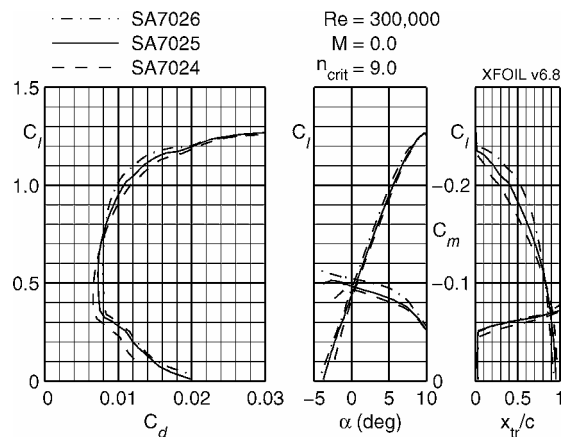 SA7026
SA7025
SA7024
Re = 300,000
M = 0.0
n_crit = 9.0
XFOIL v6.8
1.5
C_l
1.0
0.5
0
0 0.01 0.02 0.03
C_d
C_l
-0.2
C_m
-0.1
0
-5 0 5 10
α (deg)
C_l
0 0.5 1
x_tr/c